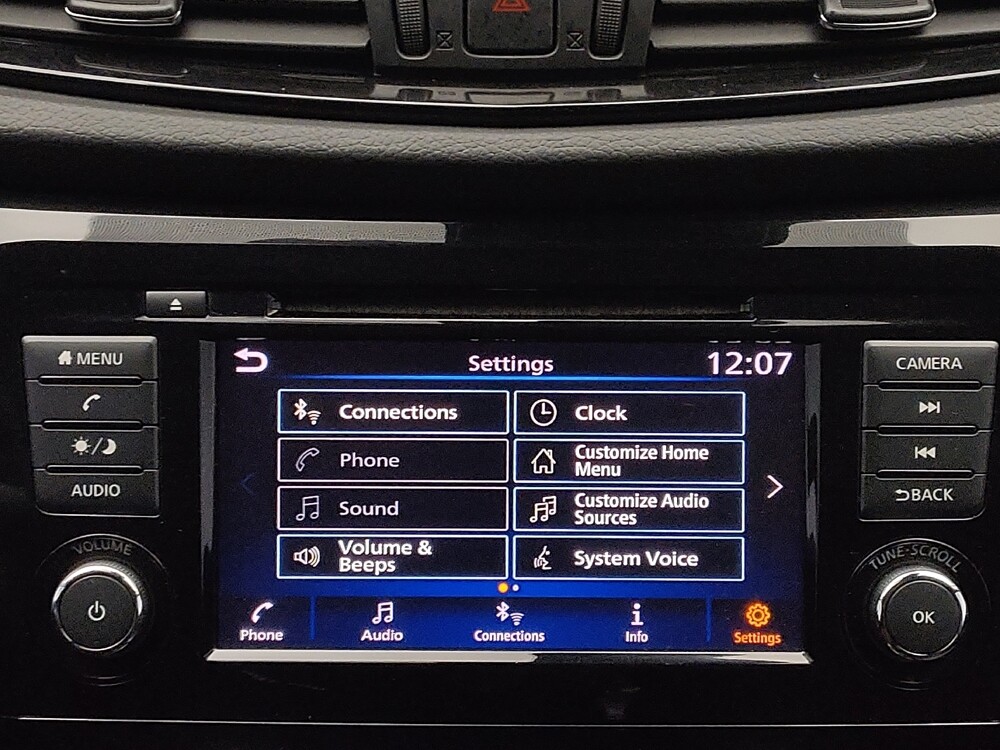 MENU
AUDIO
VOLUME
Settings
12:07
Connections
Clock
Phone
Customize Home
Menu
Sound
Customize Audio
Sources
Volume &
Beeps
System Voice
Phone
Audio
Connections
Info
Settings
CAMERA
BACK
TUNE·SCROLL
OK